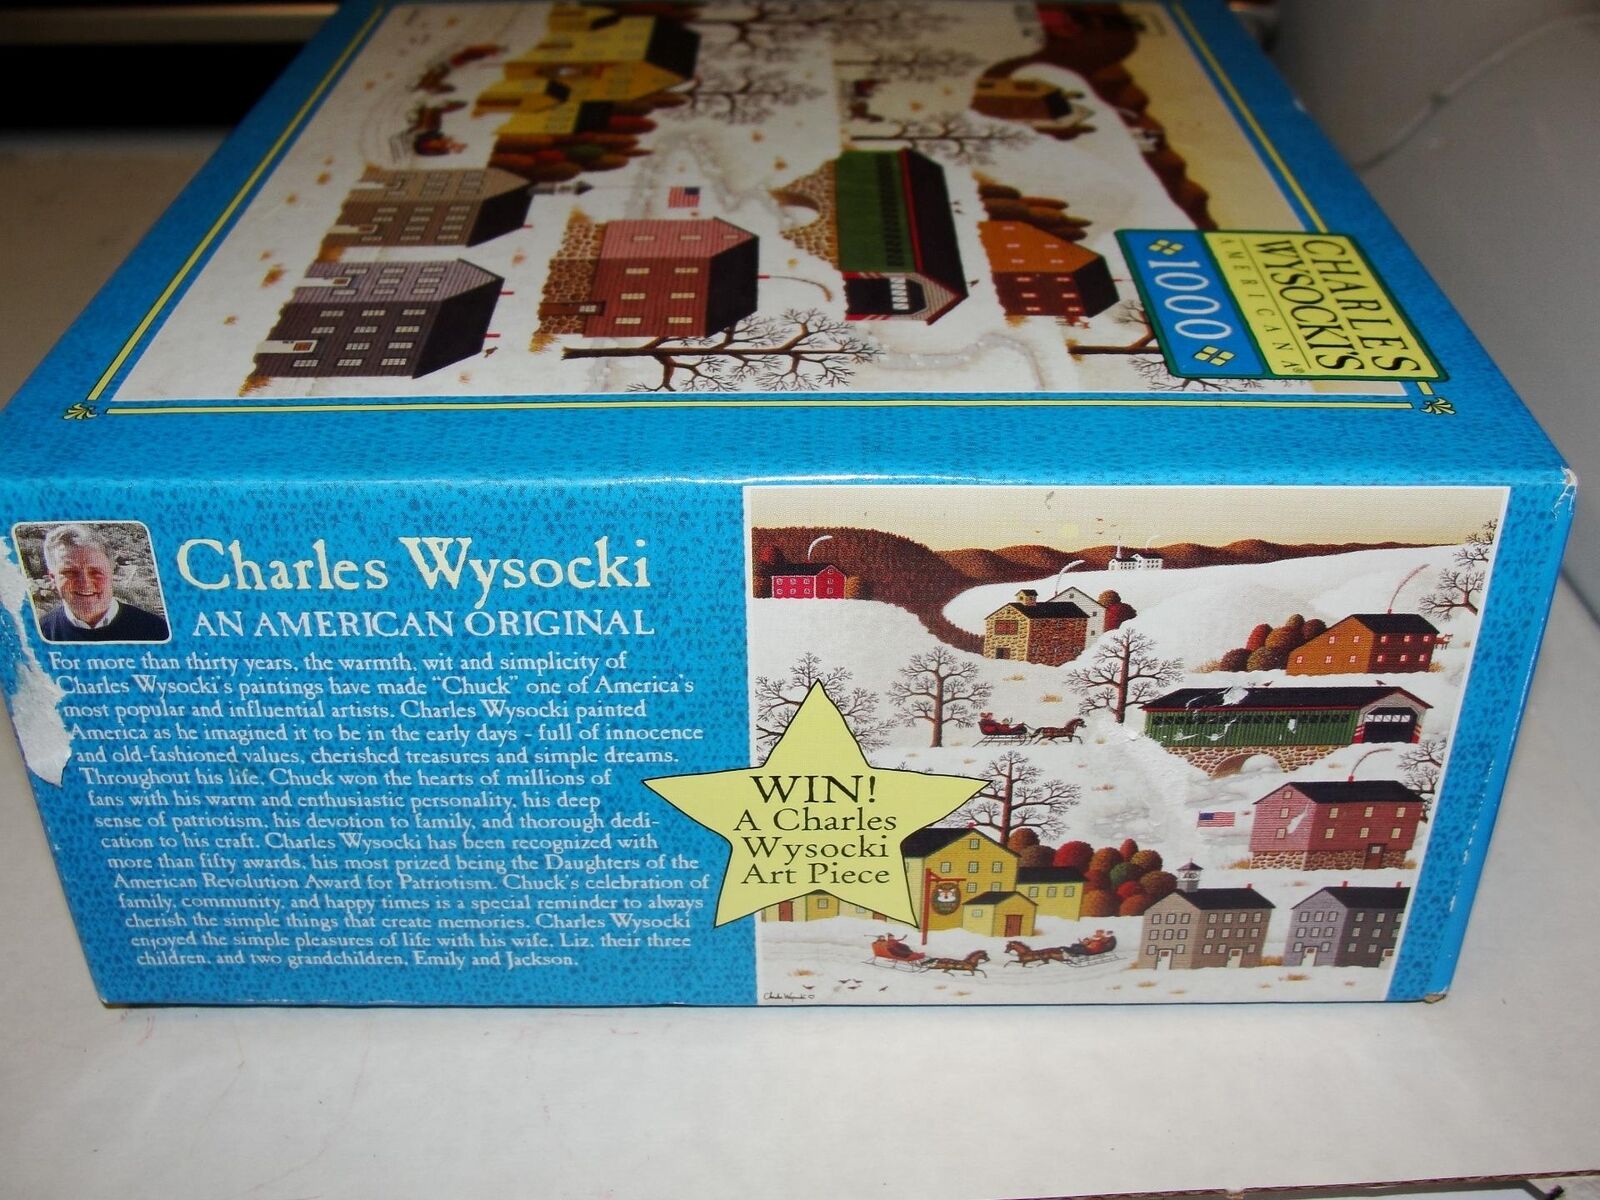 CHARLES
WYSOCKI'S
AMERICANA®
1000
Charles Wysocki
AN AMERICAN ORIGINAL
For more than thirty years, the warmth, wit and simplicity of
Charles Wysocki's paintings have made "Chuck" one of America's
most popular and influential artists. Charles Wysocki painted
America as he imagined it to be in the early days - full of innocence
and old-fashioned values, cherished treasures and simple dreams.
Throughout his life, Chuck won the hearts of millions of
fans with his warm and enthusiastic personality, his deep
sense of patriotism, his devotion to family, and thorough dedi-
cation to his craft. Charles Wysocki has been recognized with
more than fifty awards, his most prized being the Daughters of the
American Revolution Award for Patriotism. Chuck's celebration of
family, community, and happy times is a special reminder to always
cherish the simple things that create memories. Charles Wysocki
enjoyed the simple pleasures of life with his wife, Liz, their three
children, and two grandchildren, Emily and Jackson.
WIN!
A Charles
Wysocki
Art Piece
Charles Wysocki